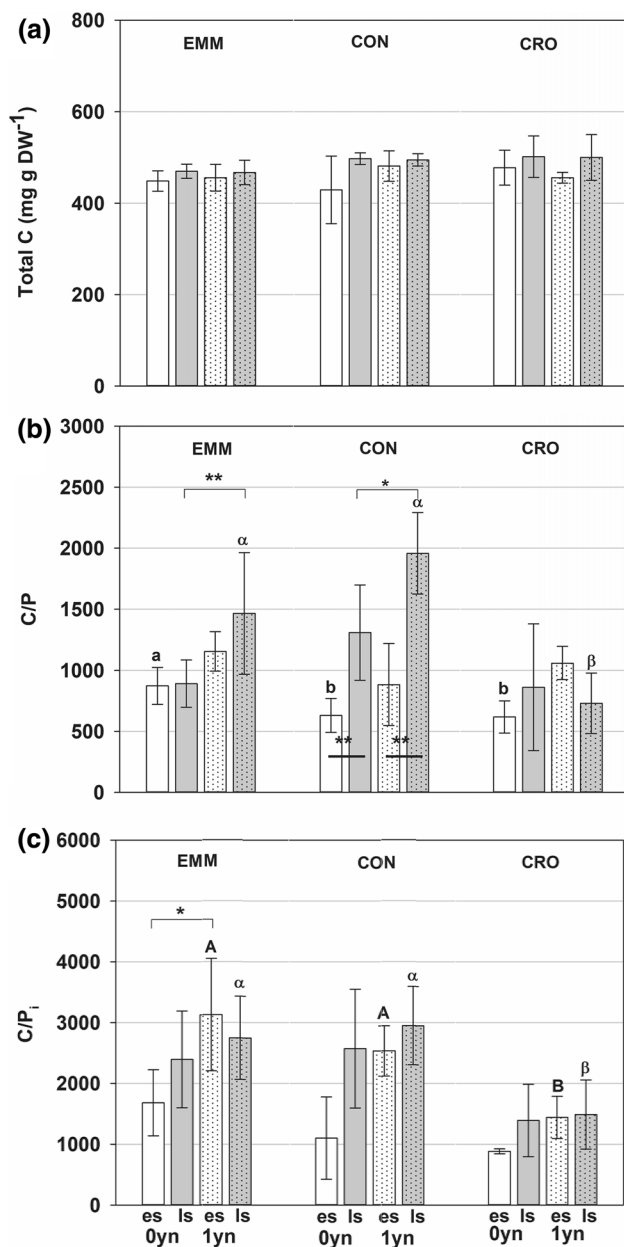 (a)
EMM CON CRO
800
600
400
200
0
Total C (mg g DW⁻¹)
(b)
EMM CON CRO
3000
2500
2000
1500
1000
500
0
C/P
** *
α α
a b b β
** **
(c)
EMM CON CRO
6000
5000
4000
3000
2000
1000
0
C/Pᵢ
*
A α A α B β
es ls es ls es ls es ls es ls es ls
0yn 1yn 0yn 1yn 0yn 1yn